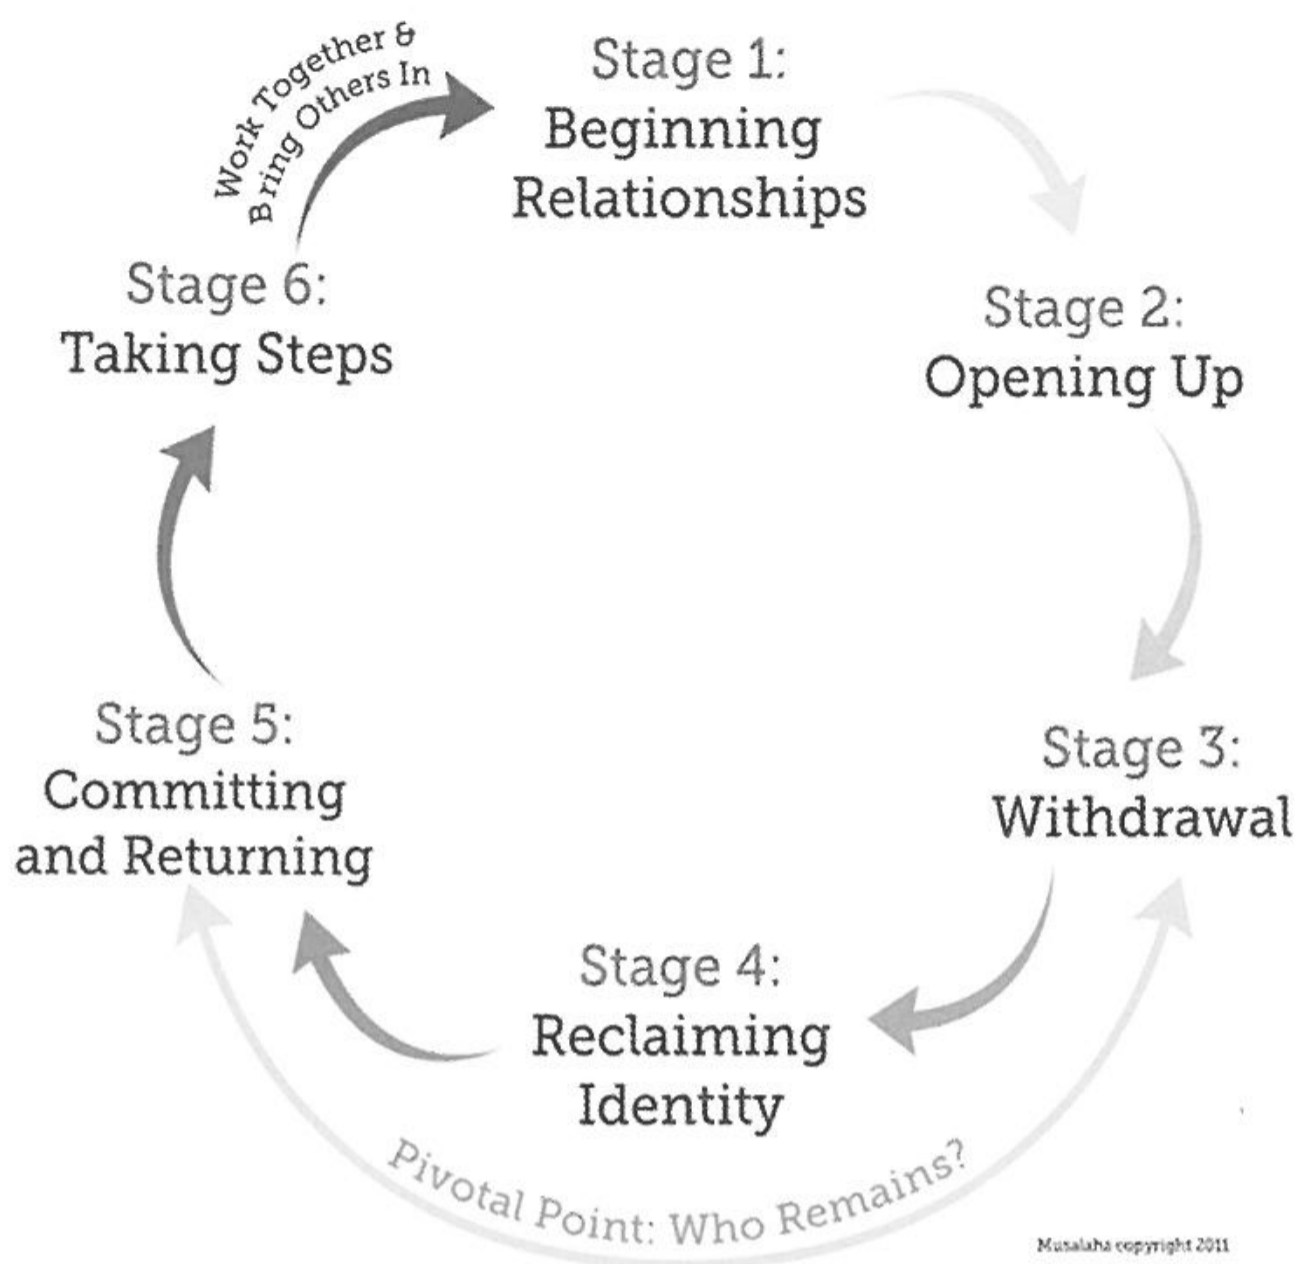 Work Together &
Bring Others In
Stage 1:
Beginning
Relationships
Stage 2:
Opening Up
Stage 3:
Withdrawal
Stage 4:
Reclaiming
Identity
Stage 5:
Committing
and Returning
Stage 6:
Taking Steps
Pivotal Point: Who Remains?
Musalaha copyright 2011